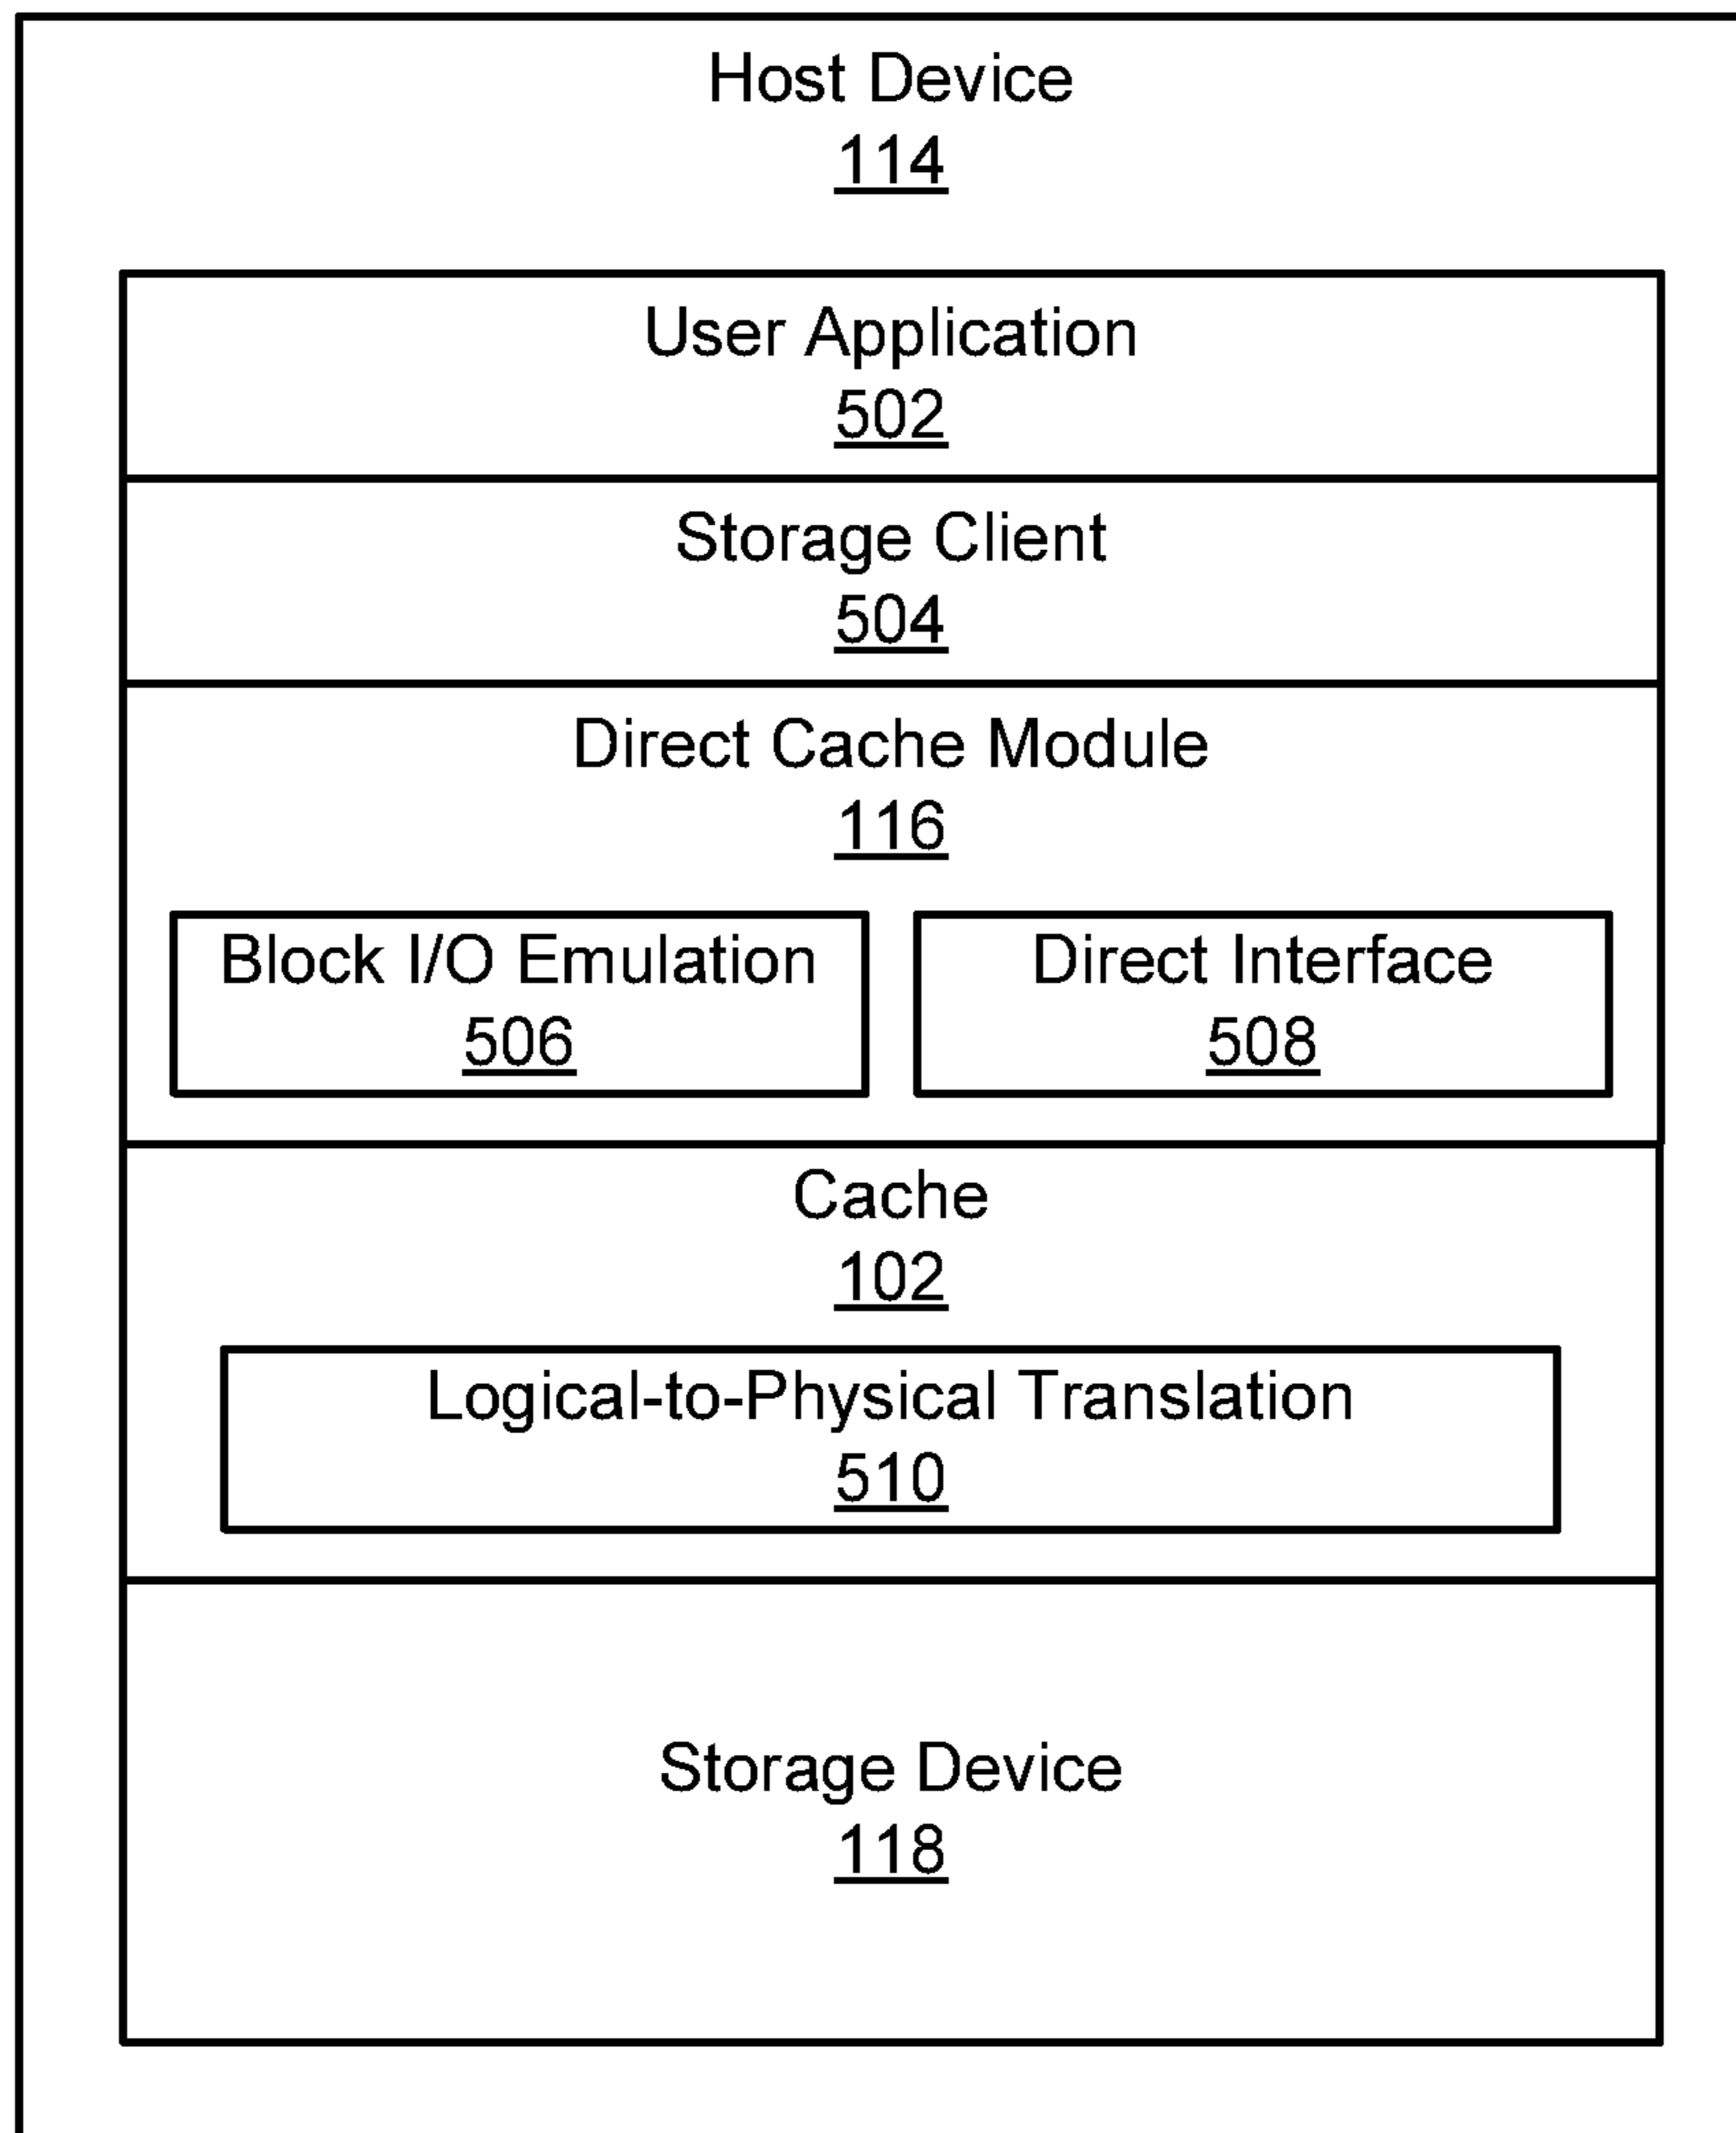 Host Device
114
User Application
502
Storage Client
504
Direct Cache Module
116
Block I/O Emulation
506
Direct Interface
508
Cache
102
Logical-to-Physical Translation
510
Storage Device
118